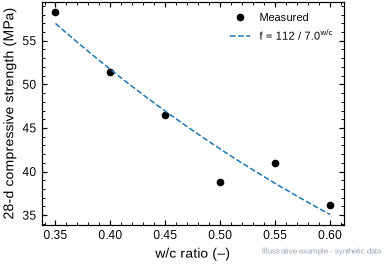 28-d compressive strength (MPa)
55
50
45
40
35
Measured
f = 112 / 7.0^w/c
0.35 0.40 0.45 0.50 0.55 0.60
w/c ratio (–)
Illustrative example - synthetic data